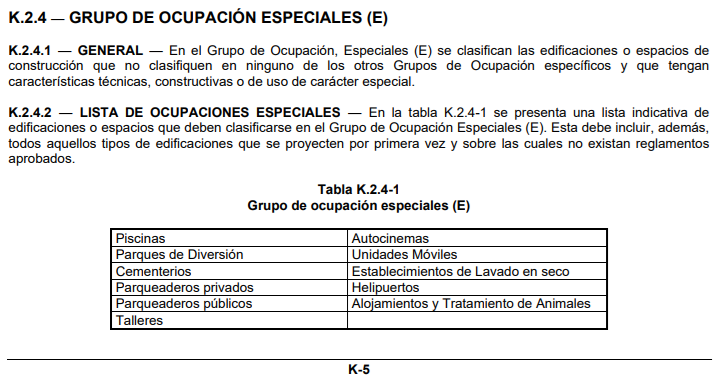 K.2.4 — GRUPO DE OCUPACIÓN ESPECIALES (E)
K.2.4.1 — GENERAL — En el Grupo de Ocupación, Especiales (E) se clasifican las edificaciones o espacios de
construcción que no clasifiquen en ninguno de los otros Grupos de Ocupación específicos y que tengan
características técnicas, constructivas o de uso de carácter especial.
K.2.4.2 — LISTA DE OCUPACIONES ESPECIALES — En la tabla K.2.4-1 se presenta una lista indicativa de
edificaciones o espacios que deben clasificarse en el Grupo de Ocupación Especiales (E). Esta debe incluir, además,
todos aquellos tipos de edificaciones que se proyecten por primera vez y sobre las cuales no existan reglamentos
aprobados.
Tabla K.2.4-1
Grupo de ocupación especiales (E)
Piscinas Autocinemas
Parques de Diversión Unidades Móviles
Cementerios Establecimientos de Lavado en seco
Parqueaderos privados Helipuertos
Parqueaderos públicos Alojamientos y Tratamiento de Animales
Talleres
K-5